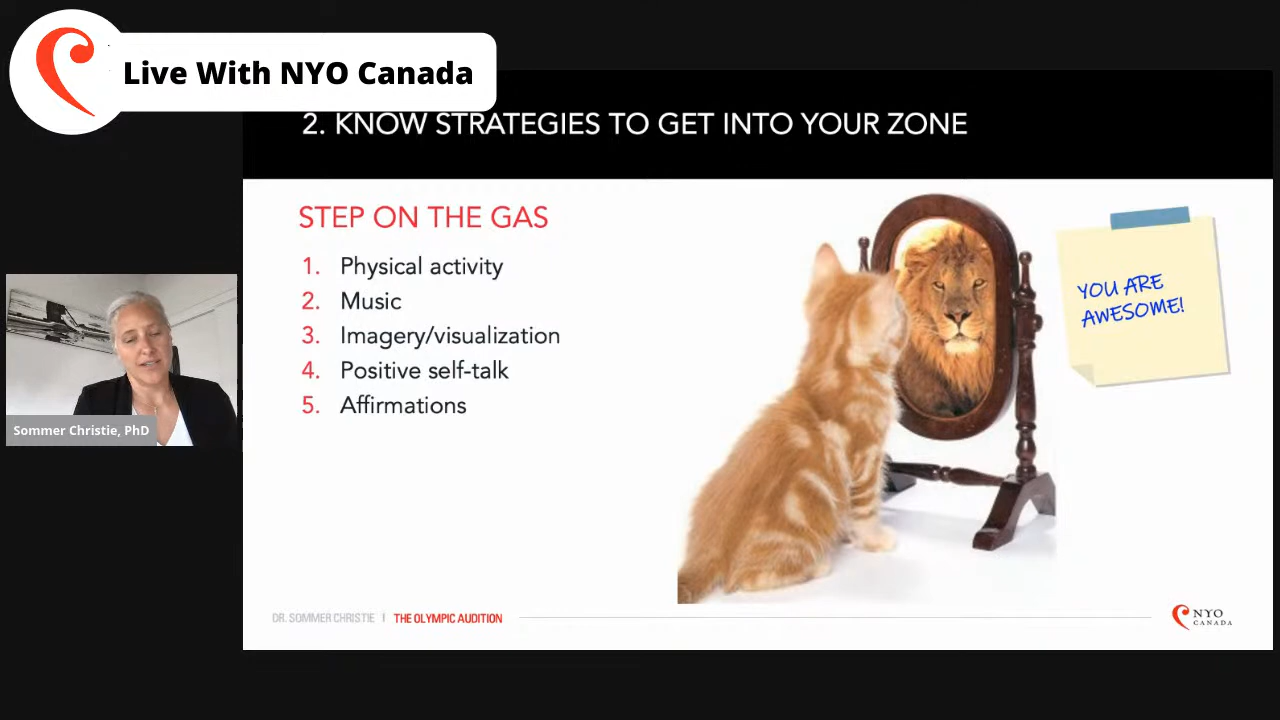 Live With NYO Canada
2. KNOW STRATEGIES TO GET INTO YOUR ZONE
STEP ON THE GAS
1. Physical activity
2. Music
3. Imagery/visualization
4. Positive self-talk
5. Affirmations
YOU ARE
AWESOME!
Sommer Christie, PhD
DR. SOMMER CHRISTIE | THE OLYMPIC AUDITION
NYO
CANADA